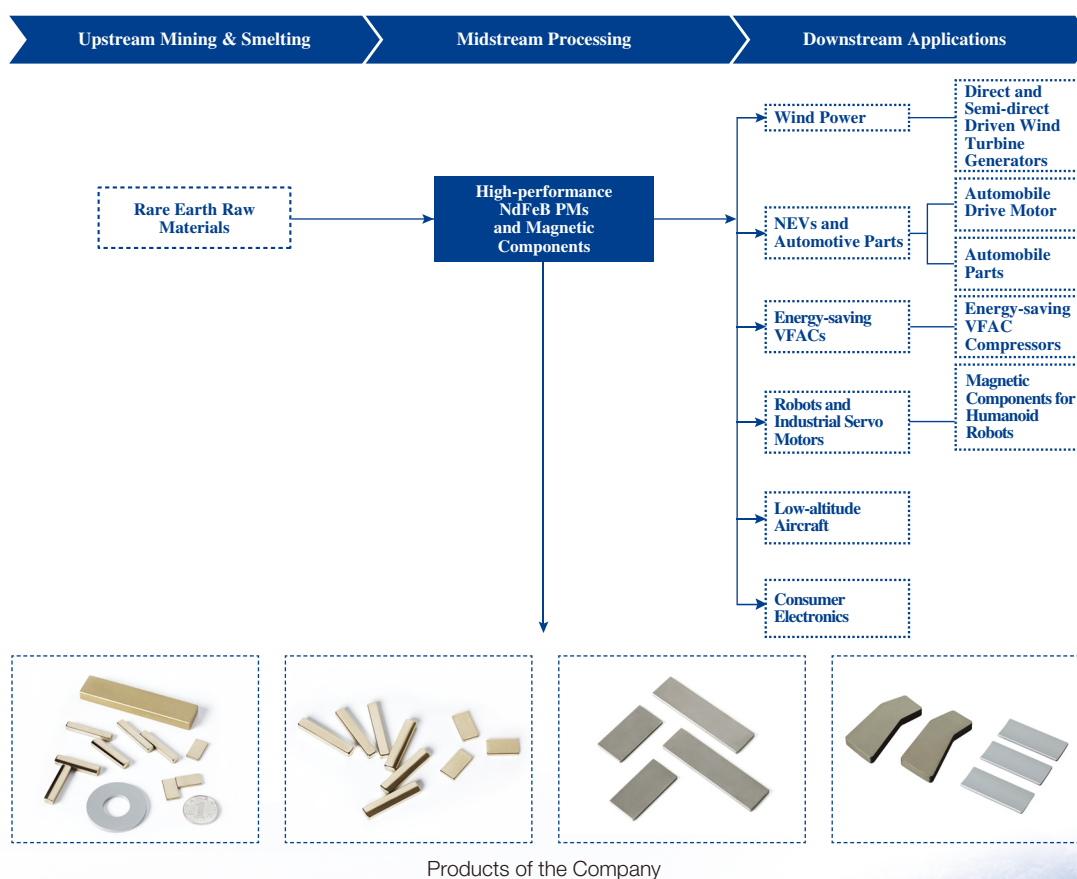 Upstream Mining & Smelting
Midstream Processing
Downstream Applications
Rare Earth Raw
Materials
High-performance
NdFeB PMs
and Magnetic
Components
Wind Power
Direct and
Semi-direct
Driven Wind
Turbine
Generators
NEVs and
Automotive Parts
Automobile
Drive Motor
Automobile
Parts
Energy-saving
VFACs
Energy-saving
VFAC
Compressors
Robots and
Industrial Servo
Motors
Magnetic
Components for
Humanoid
Robots
Low-altitude
Aircraft
Consumer
Electronics
Products of the Company